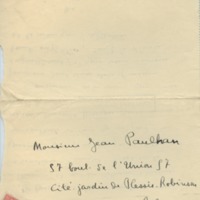 Monsieur Jean Paulhan
57 boul. de l'Union 57
Cité jardin de Plessis-Robinson